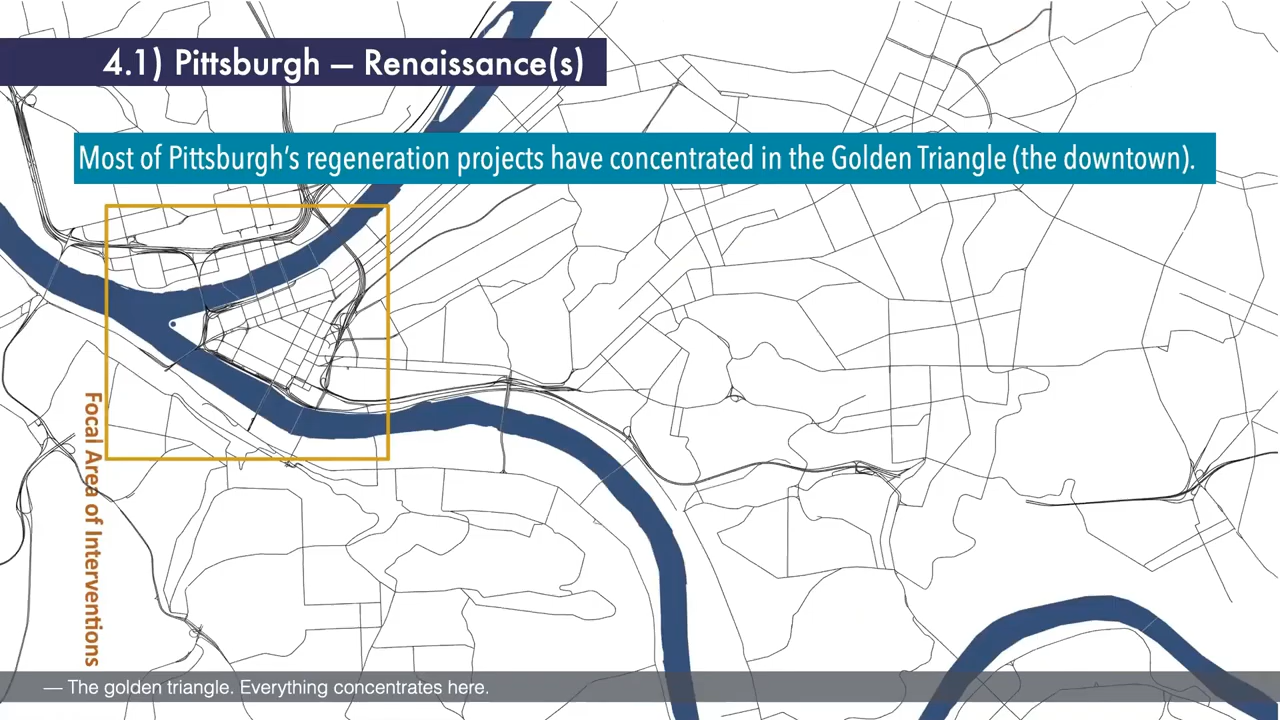 4.1) Pittsburgh — Renaissance(s)
Most of Pittsburgh's regeneration projects have concentrated in the Golden Triangle (the downtown).
Focal Area of Interventions
— The golden triangle. Everything concentrates here.